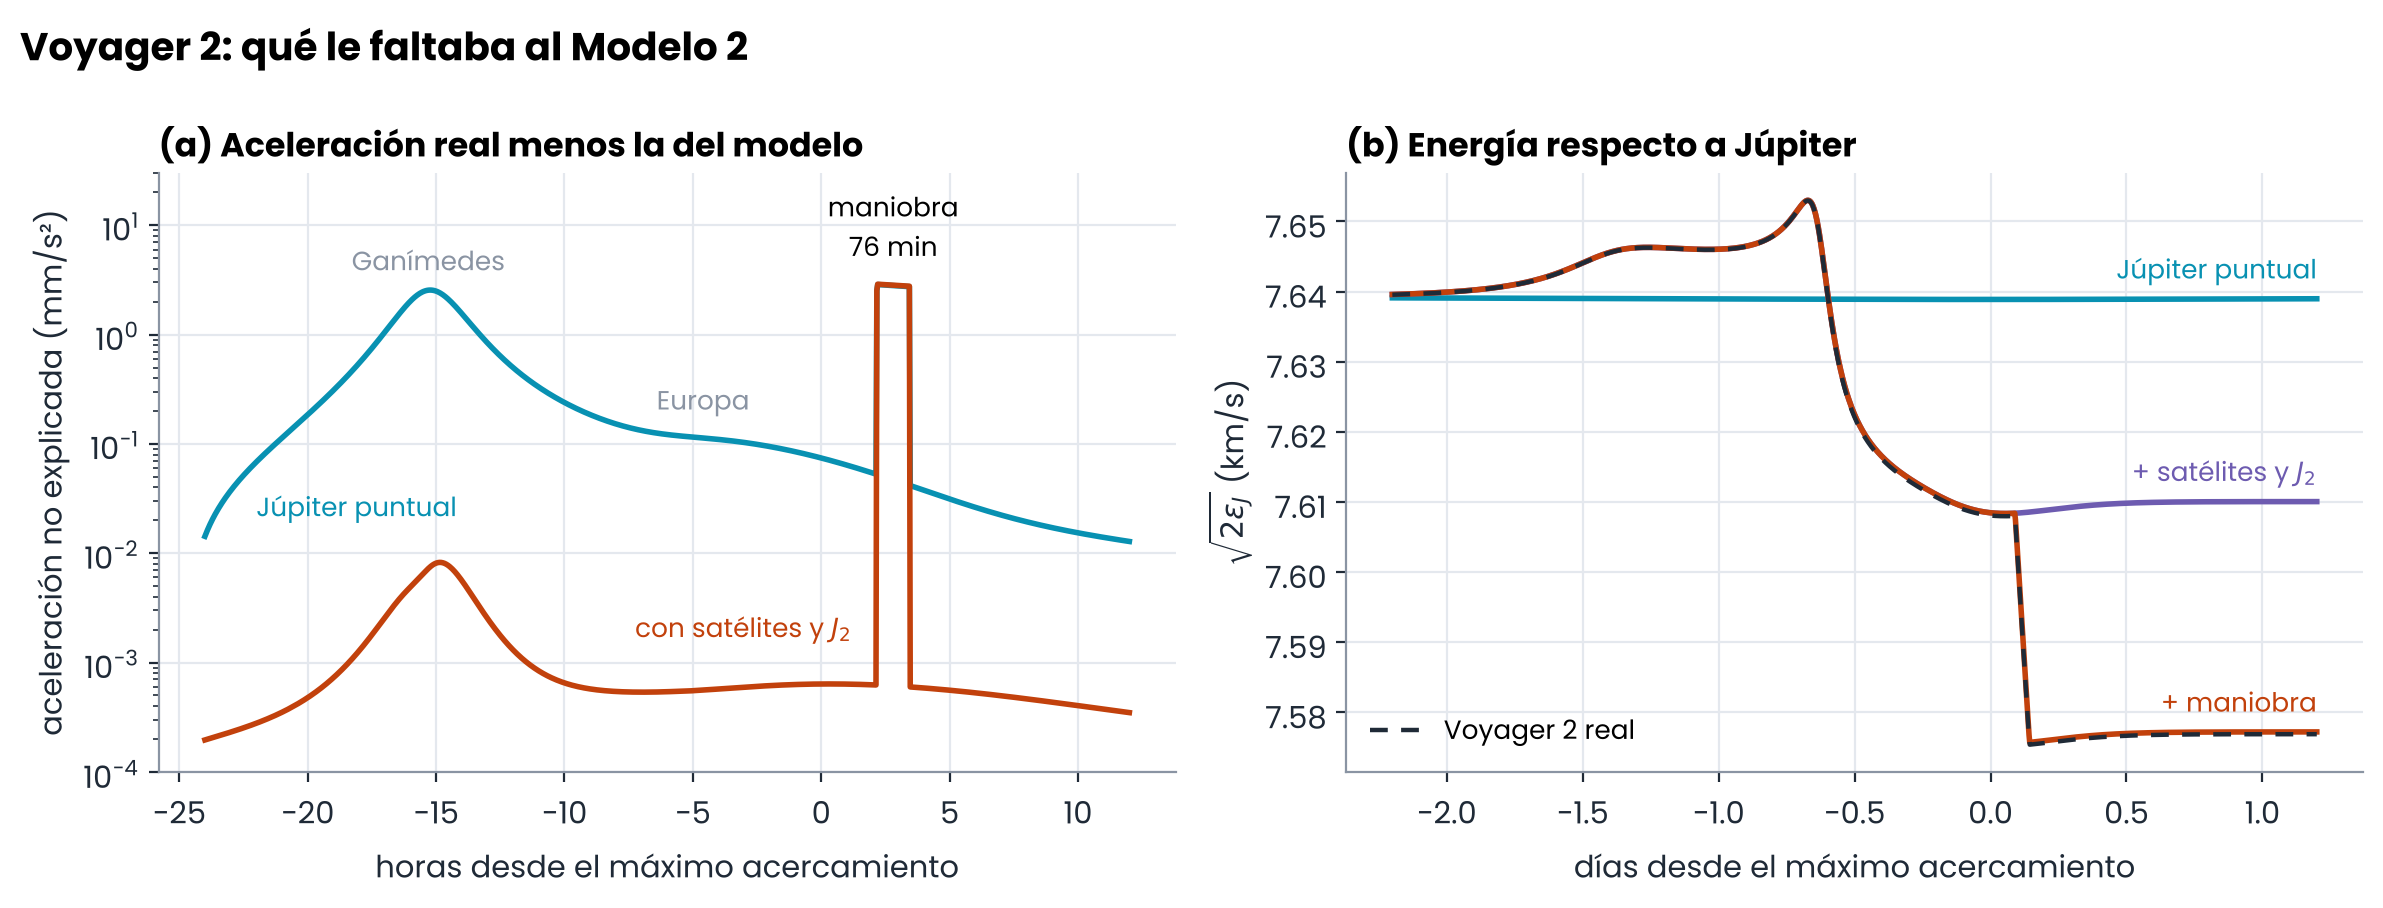 Voyager 2: qué le faltaba al Modelo 2
(a) Aceleración real menos la del modelo
aceleración no explicada (mm/s²)
10¹
10⁰
10⁻¹
10⁻²
10⁻³
10⁻⁴
maniobra
76 min
Ganímedes
Europa
Júpiter puntual
con satélites y J₂
−25 −20 −15 −10 −5 0 5 10
horas desde el máximo acercamiento
(b) Energía respecto a Júpiter
√2ε_J (km/s)
7.65
7.64
7.63
7.62
7.61
7.60
7.59
7.58
Júpiter puntual
+ satélites y J₂
+ maniobra
Voyager 2 real
−2.0 −1.5 −1.0 −0.5 0.0 0.5 1.0
días desde el máximo acercamiento